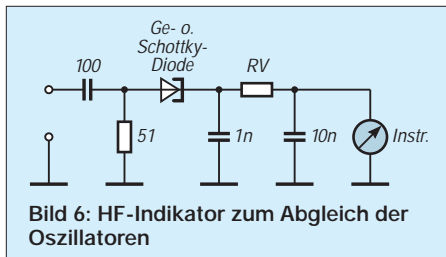 Ge- o.
Schottky-
Diode
100
RV
51
1n
10n
Instr.
Bild 6: HF-Indikator zum Abgleich der
Oszillatoren